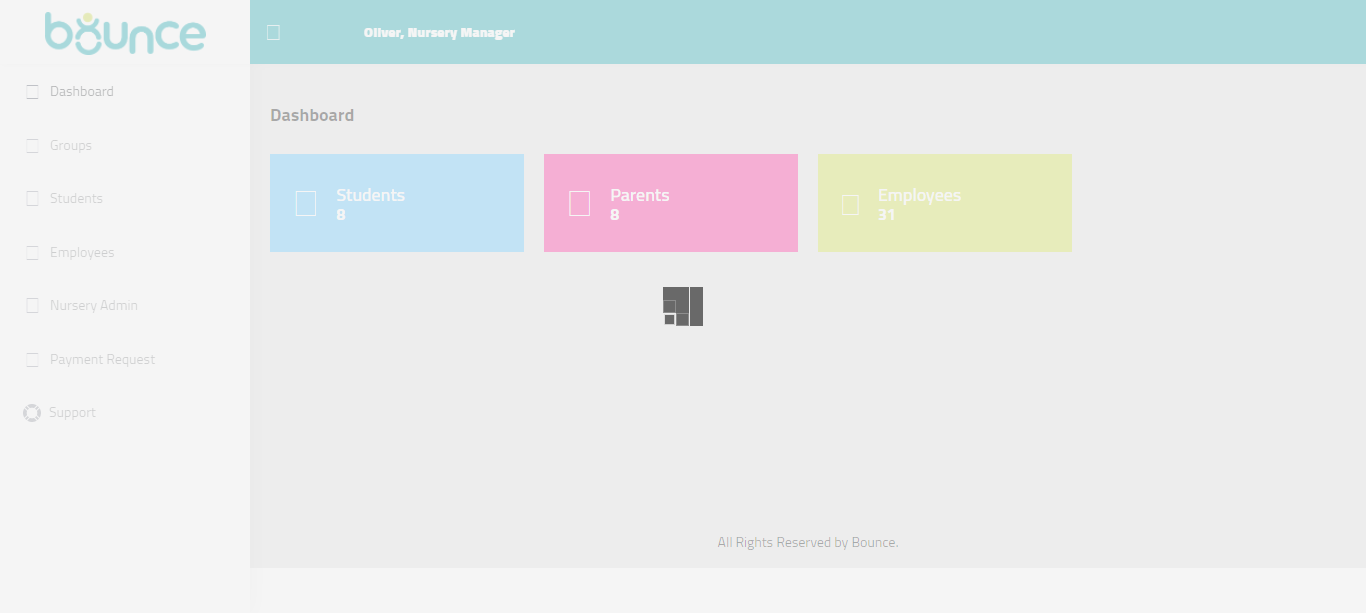 bounce
Oliver, Nursery Manager
Dashboard
Groups
Students
Employees
Nursery Admin
Payment Request
Support
Dashboard
Students
8
Parents
8
Employees
31
All Rights Reserved by Bounce.